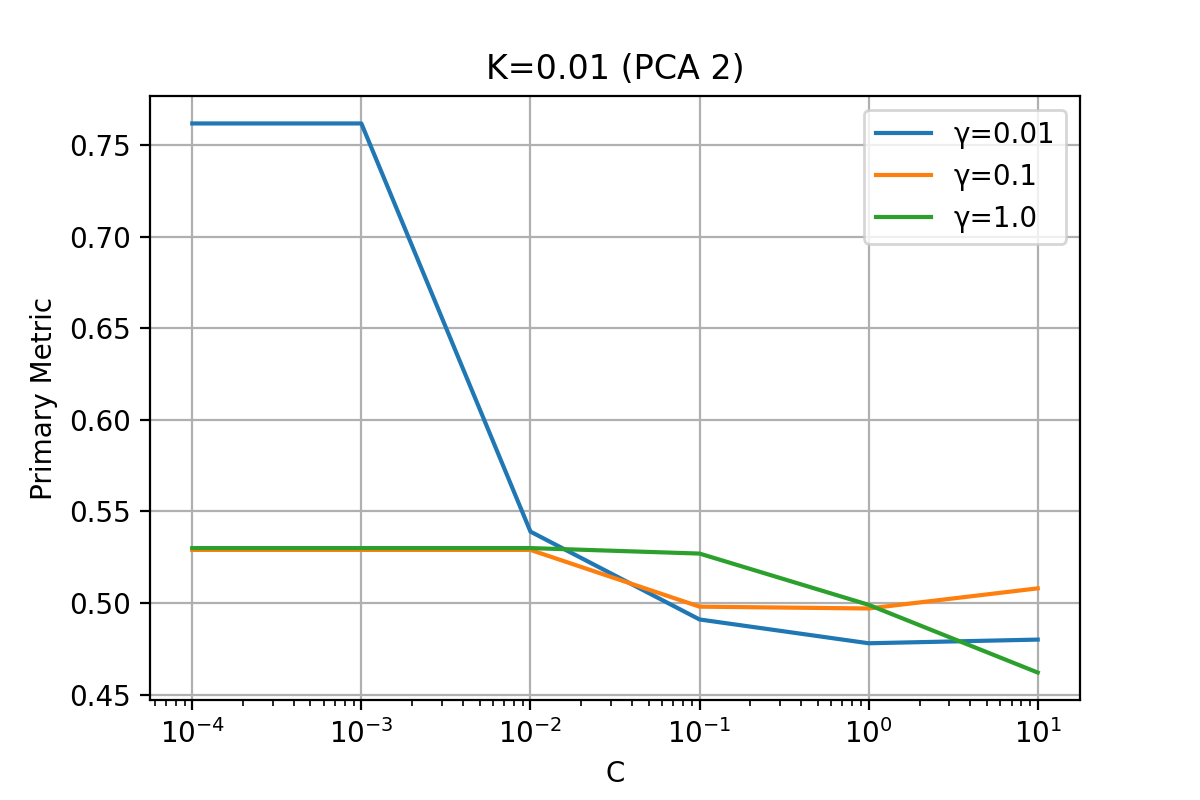 K=0.01 (PCA 2)
γ=0.01
γ=0.1
γ=1.0
Primary Metric
0.75
0.70
0.65
0.60
0.55
0.50
0.45
10⁻⁴ 10⁻³ 10⁻² 10⁻¹ 10⁰ 10¹
C